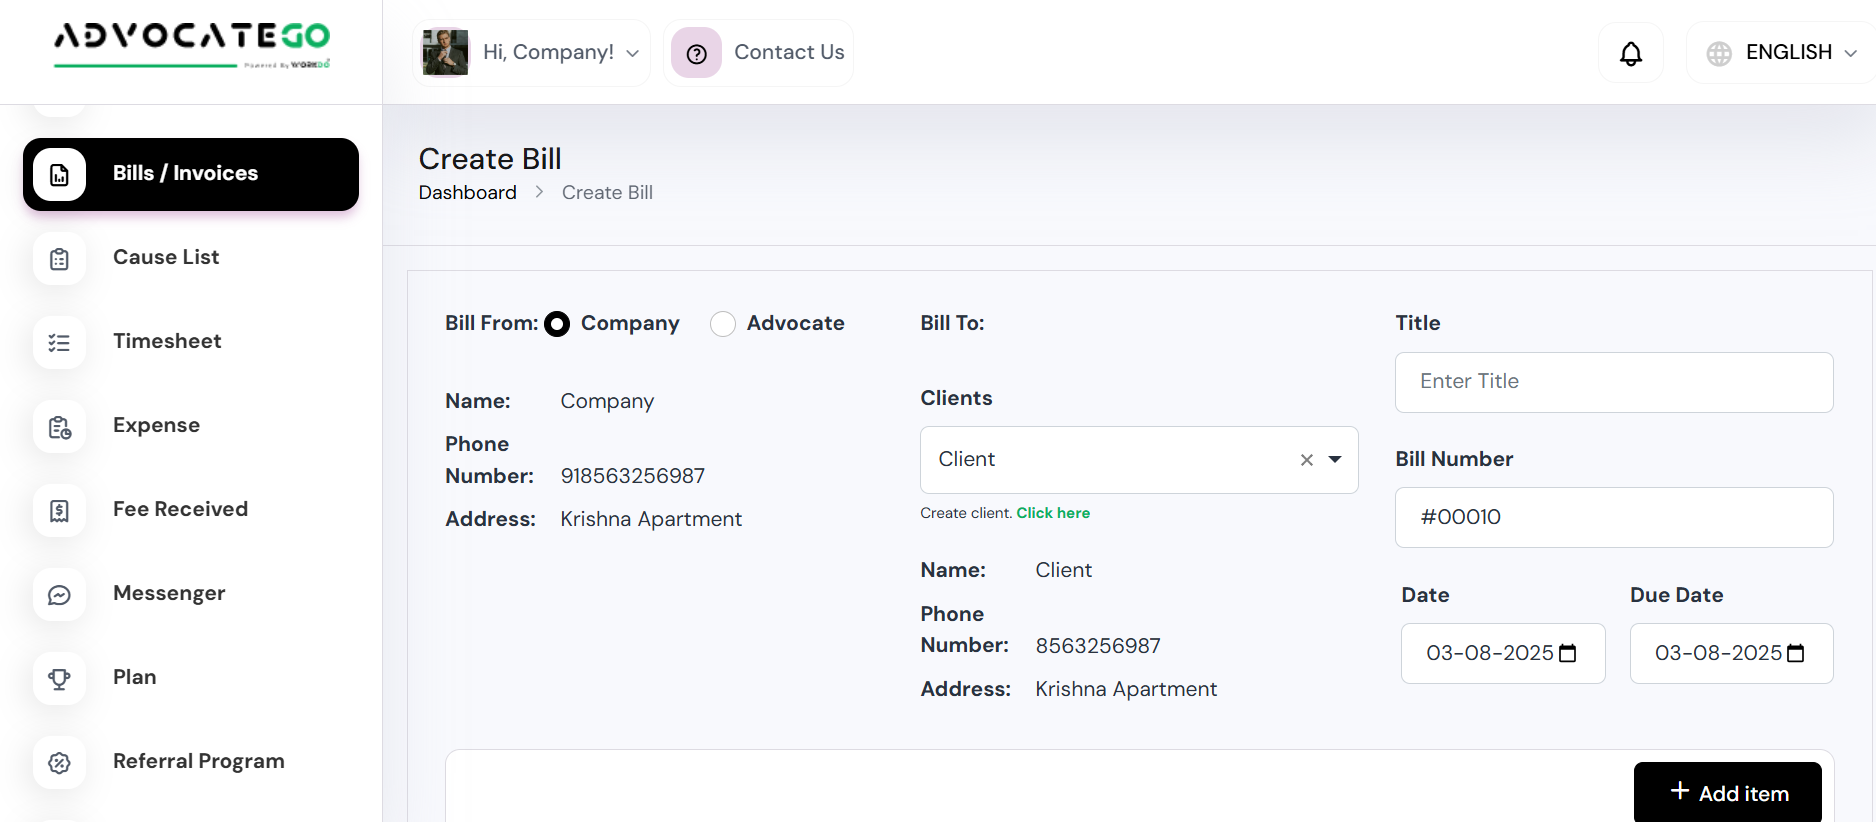 ADVOCATEGO
Powered By WORKDO
Hi, Company!
Contact Us
ENGLISH
Bills / Invoices
Cause List
Timesheet
Expense
Fee Received
Messenger
Plan
Referral Program
Create Bill
Dashboard > Create Bill
Bill From: Company Advocate
Name: Company
Phone
Number: 918563256987
Address: Krishna Apartment
Bill To:
Clients
Client
Create client. Click here
Name: Client
Phone
Number: 8563256987
Address: Krishna Apartment
Title
Enter Title
Bill Number
#00010
Date Due Date
03-08-2025 03-08-2025
+ Add item